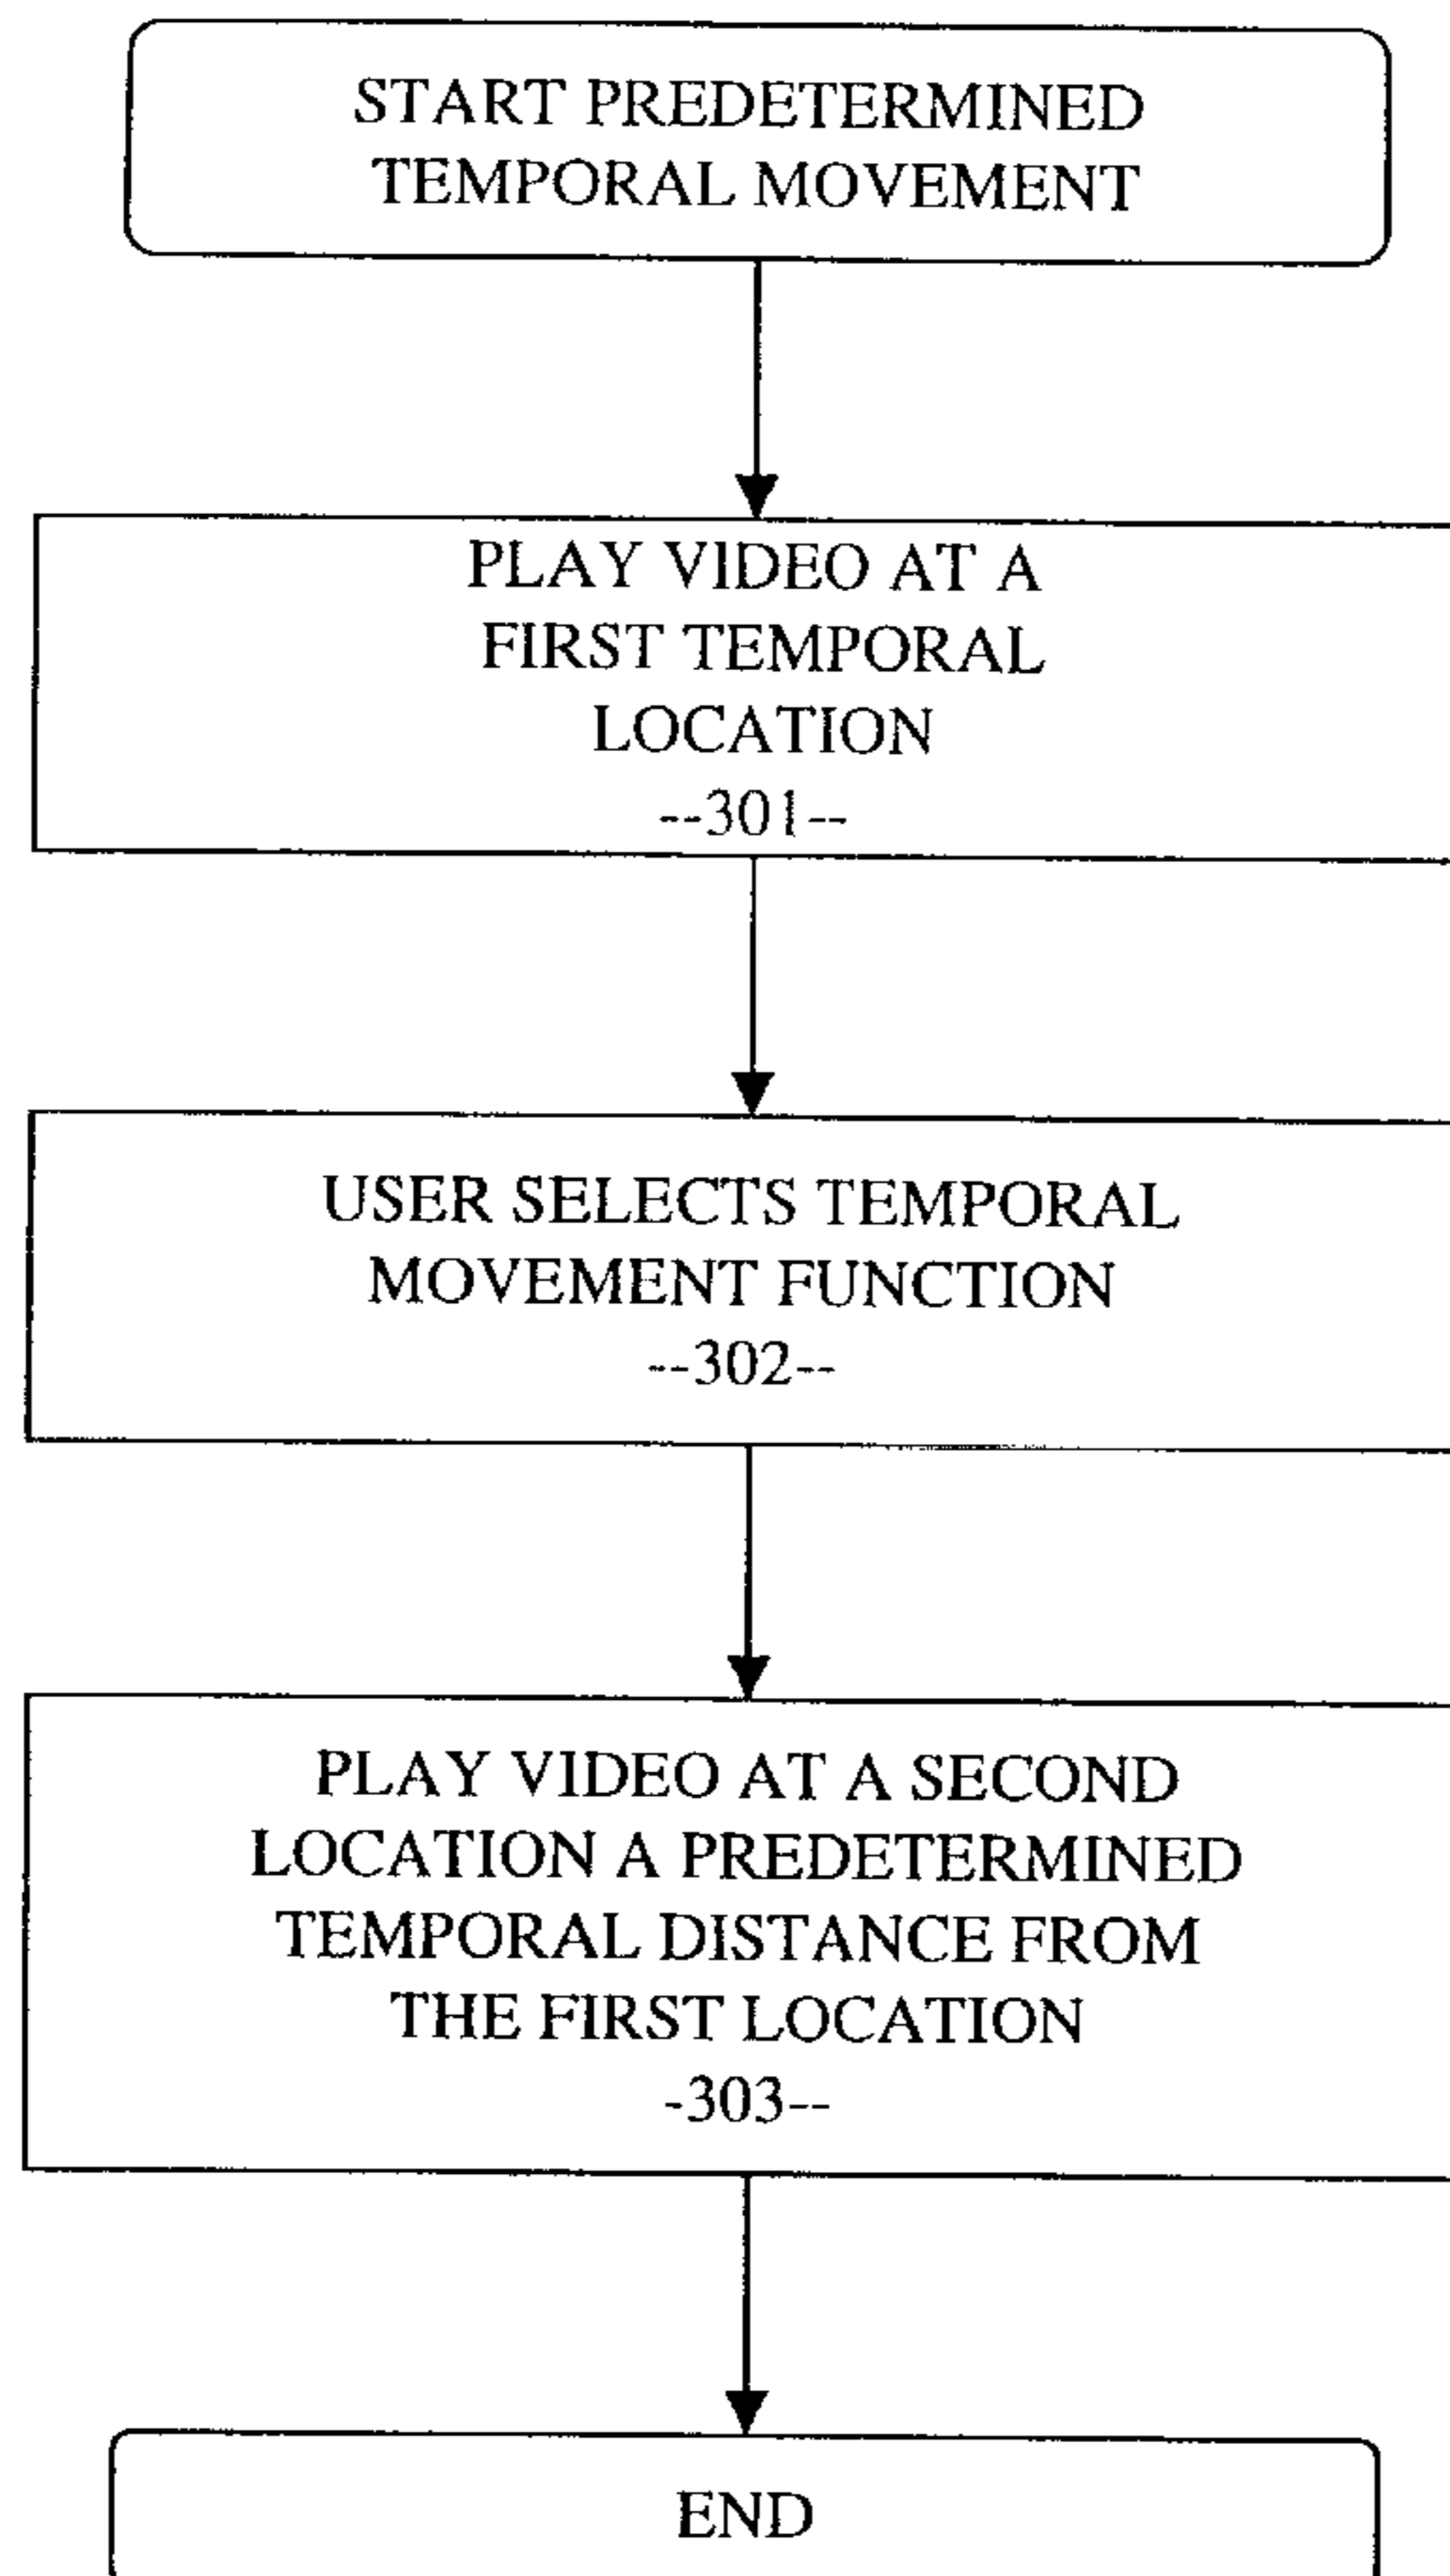 START PREDETERMINED
TEMPORAL MOVEMENT
PLAY VIDEO AT A
FIRST TEMPORAL
LOCATION
--301--
USER SELECTS TEMPORAL
MOVEMENT FUNCTION
--302--
PLAY VIDEO AT A SECOND
LOCATION A PREDETERMINED
TEMPORAL DISTANCE FROM
THE FIRST LOCATION
-303--
END